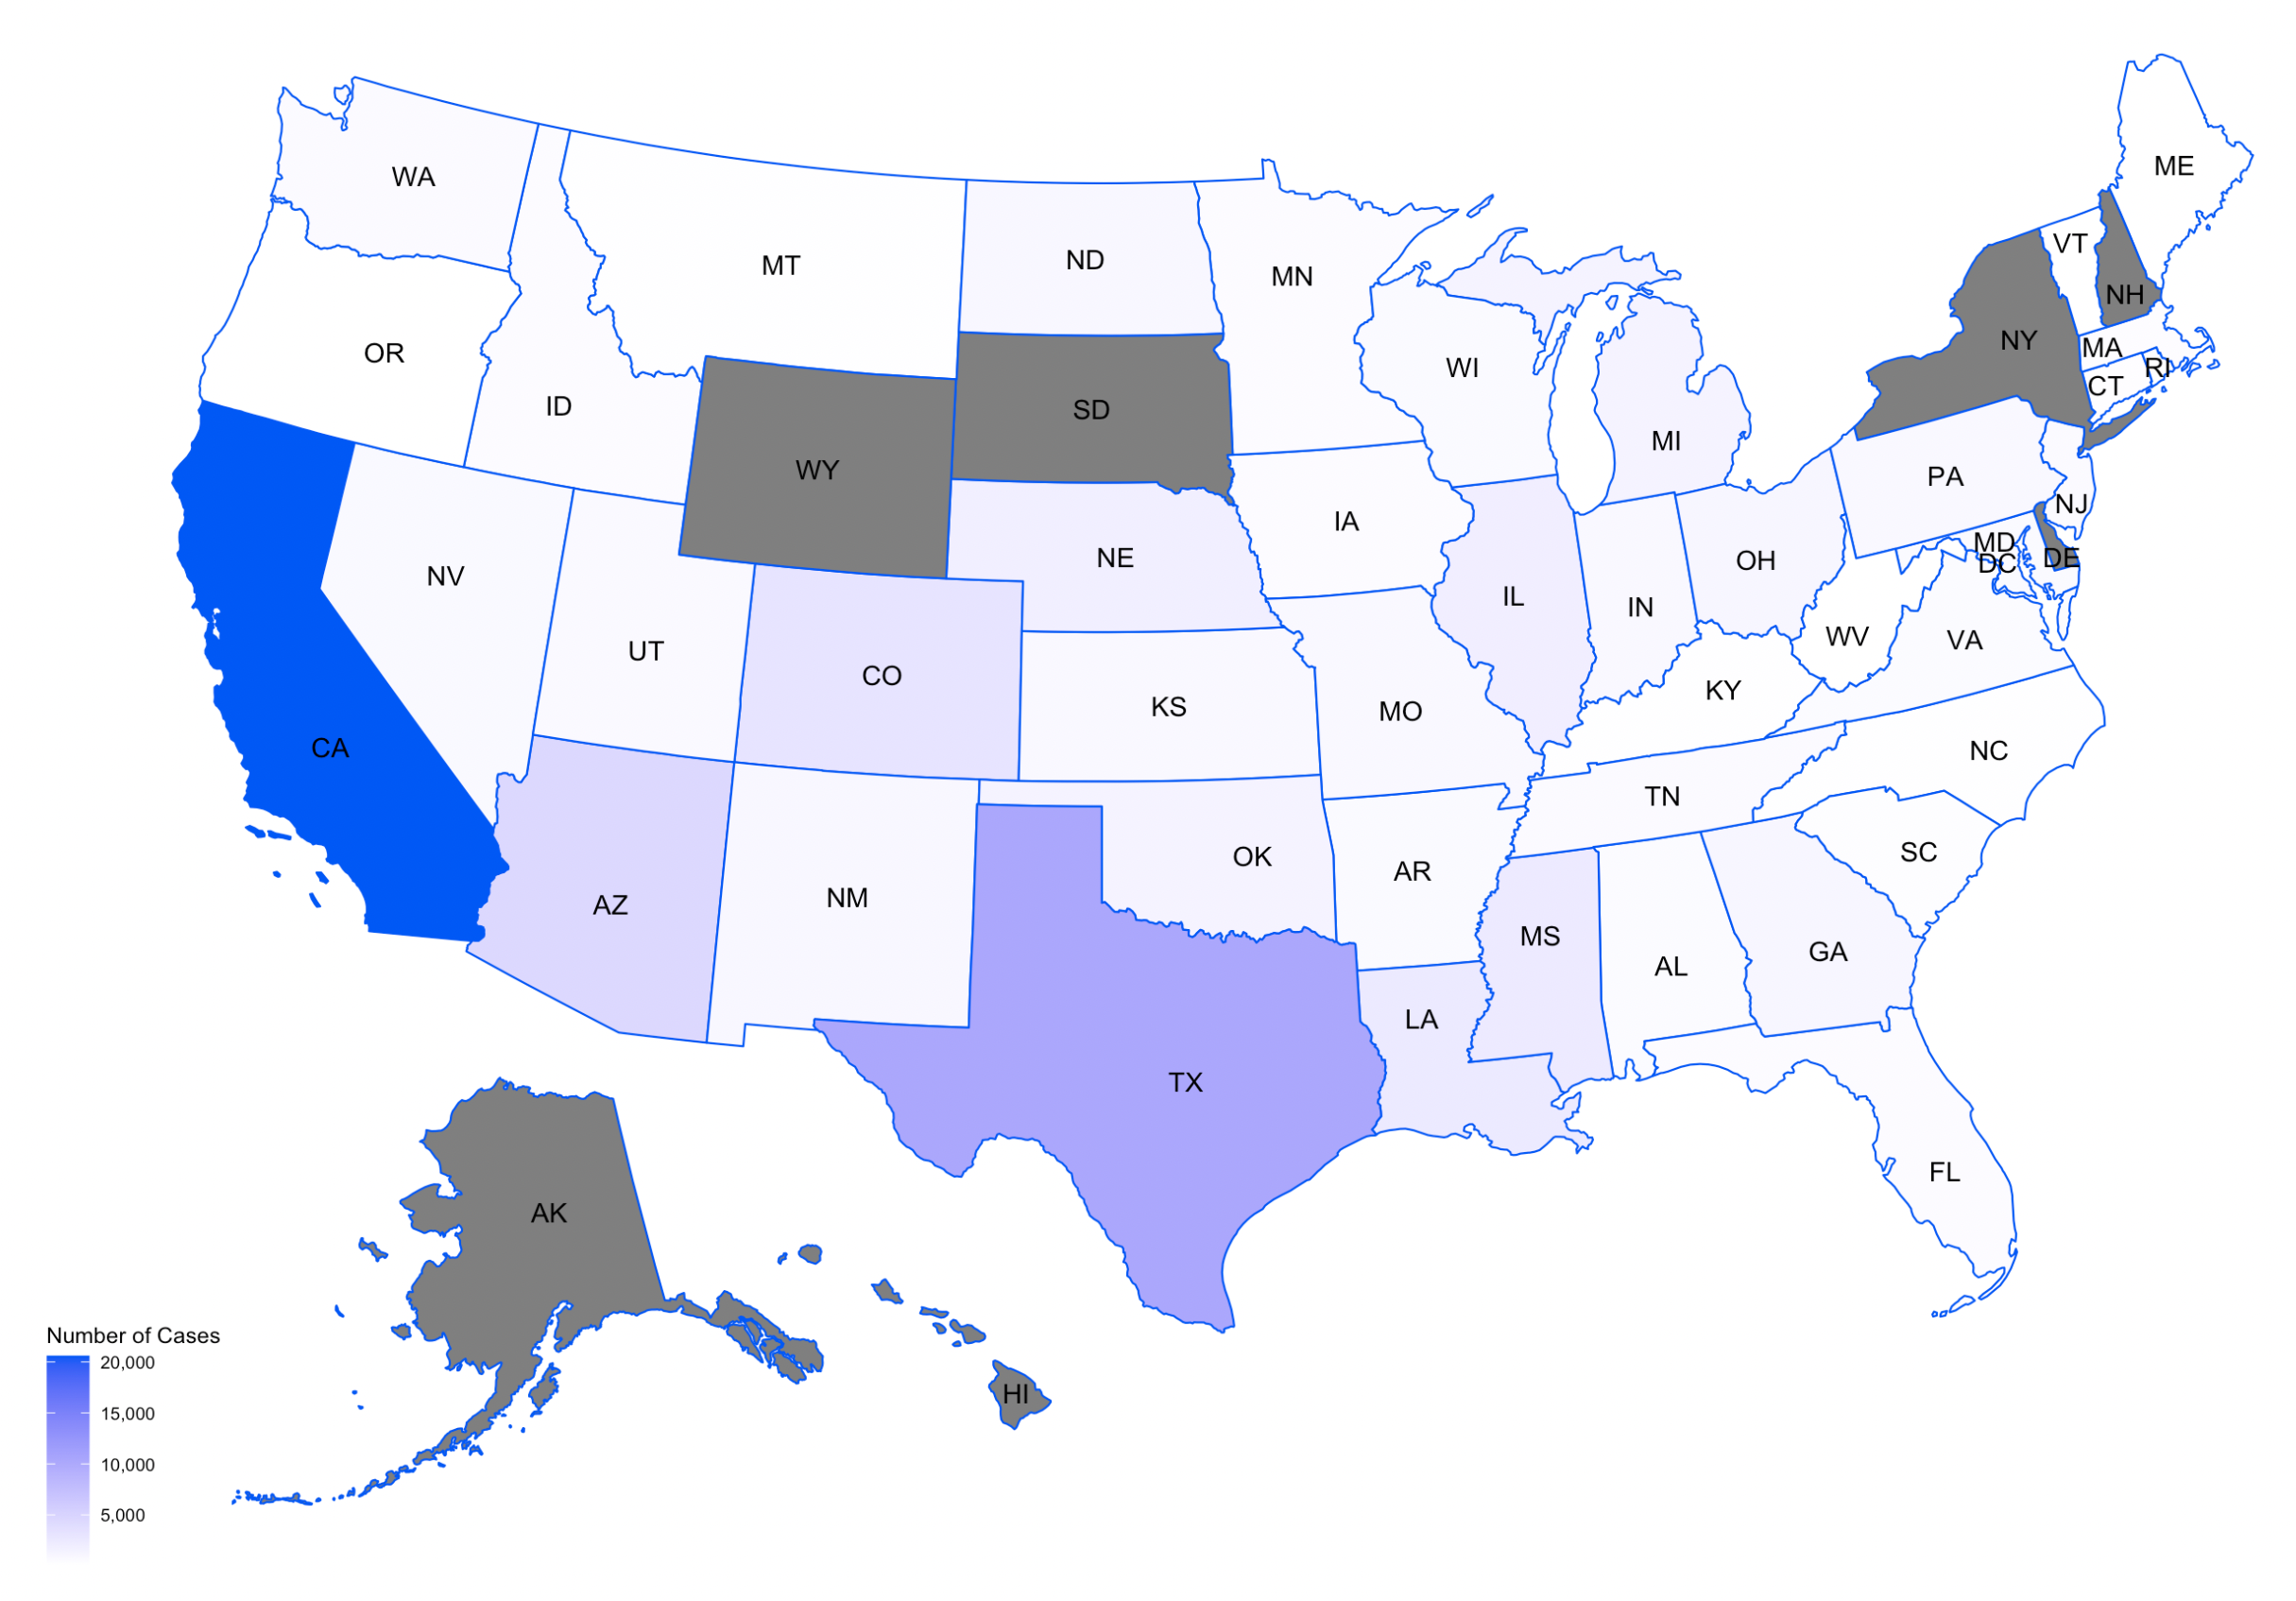 ME
WA
VT
ND
MT
MN
NH
NY
MA
OR
WI
RI
CT
ID
SD
MI
WY
PA
NJ
IA
MD
NE
DE
OH
DC
NV
IL
IN
WV
VA
UT
CO
KY
KS
MO
CA
NC
TN
SC
OK
AR
NM
AZ
MS
GA
AL
LA
TX
FL
AK
Number of Cases
20,000
HI
15,000
10,000
5,000